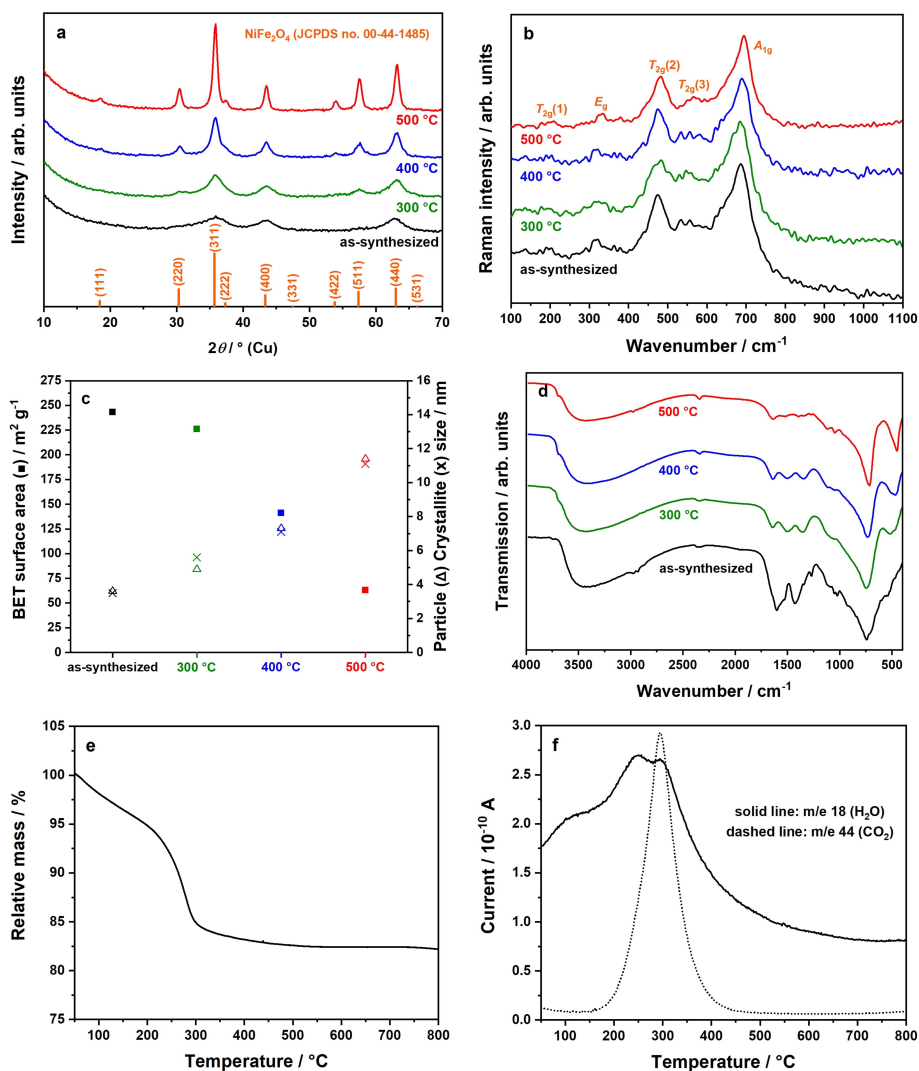 a
NiFe₂O₄ (JCPDS no. 00-44-1485)
500 °C
400 °C
300 °C
as-synthesized
(111)
(220)
(311)
(222)
(400)
(331)
(422)
(511)
(440)
(531)
Intensity / arb. units
10 20 30 40 50 60 70
2θ / ° (Cu)
b
T₂g(1)
E_g
T₂g(2)
T₂g(3)
A₁g
500 °C
400 °C
300 °C
as-synthesized
Raman intensity / arb. units
100 200 300 400 500 600 700 800 900 1000 1100
Wavenumber / cm⁻¹
c
BET surface area (■) / m² g⁻¹
275
250
225
200
175
150
125
100
75
50
25
0
16
14
12
10
8
6
4
2
0
Particle (Δ) Crystallite (x) size / nm
as-synthesized 300 °C 400 °C 500 °C
d
500 °C
400 °C
300 °C
as-synthesized
Transmission / arb. units
4000 3500 3000 2500 2000 1500 1000 500
Wavenumber / cm⁻¹
e
Relative mass / %
105
100
95
90
85
80
75
100 200 300 400 500 600 700 800
Temperature / °C
f
solid line: m/e 18 (H₂O)
dashed line: m/e 44 (CO₂)
Current / 10⁻¹⁰ A
3.0
2.5
2.0
1.5
1.0
0.5
0.0
100 200 300 400 500 600 700 800
Temperature / °C